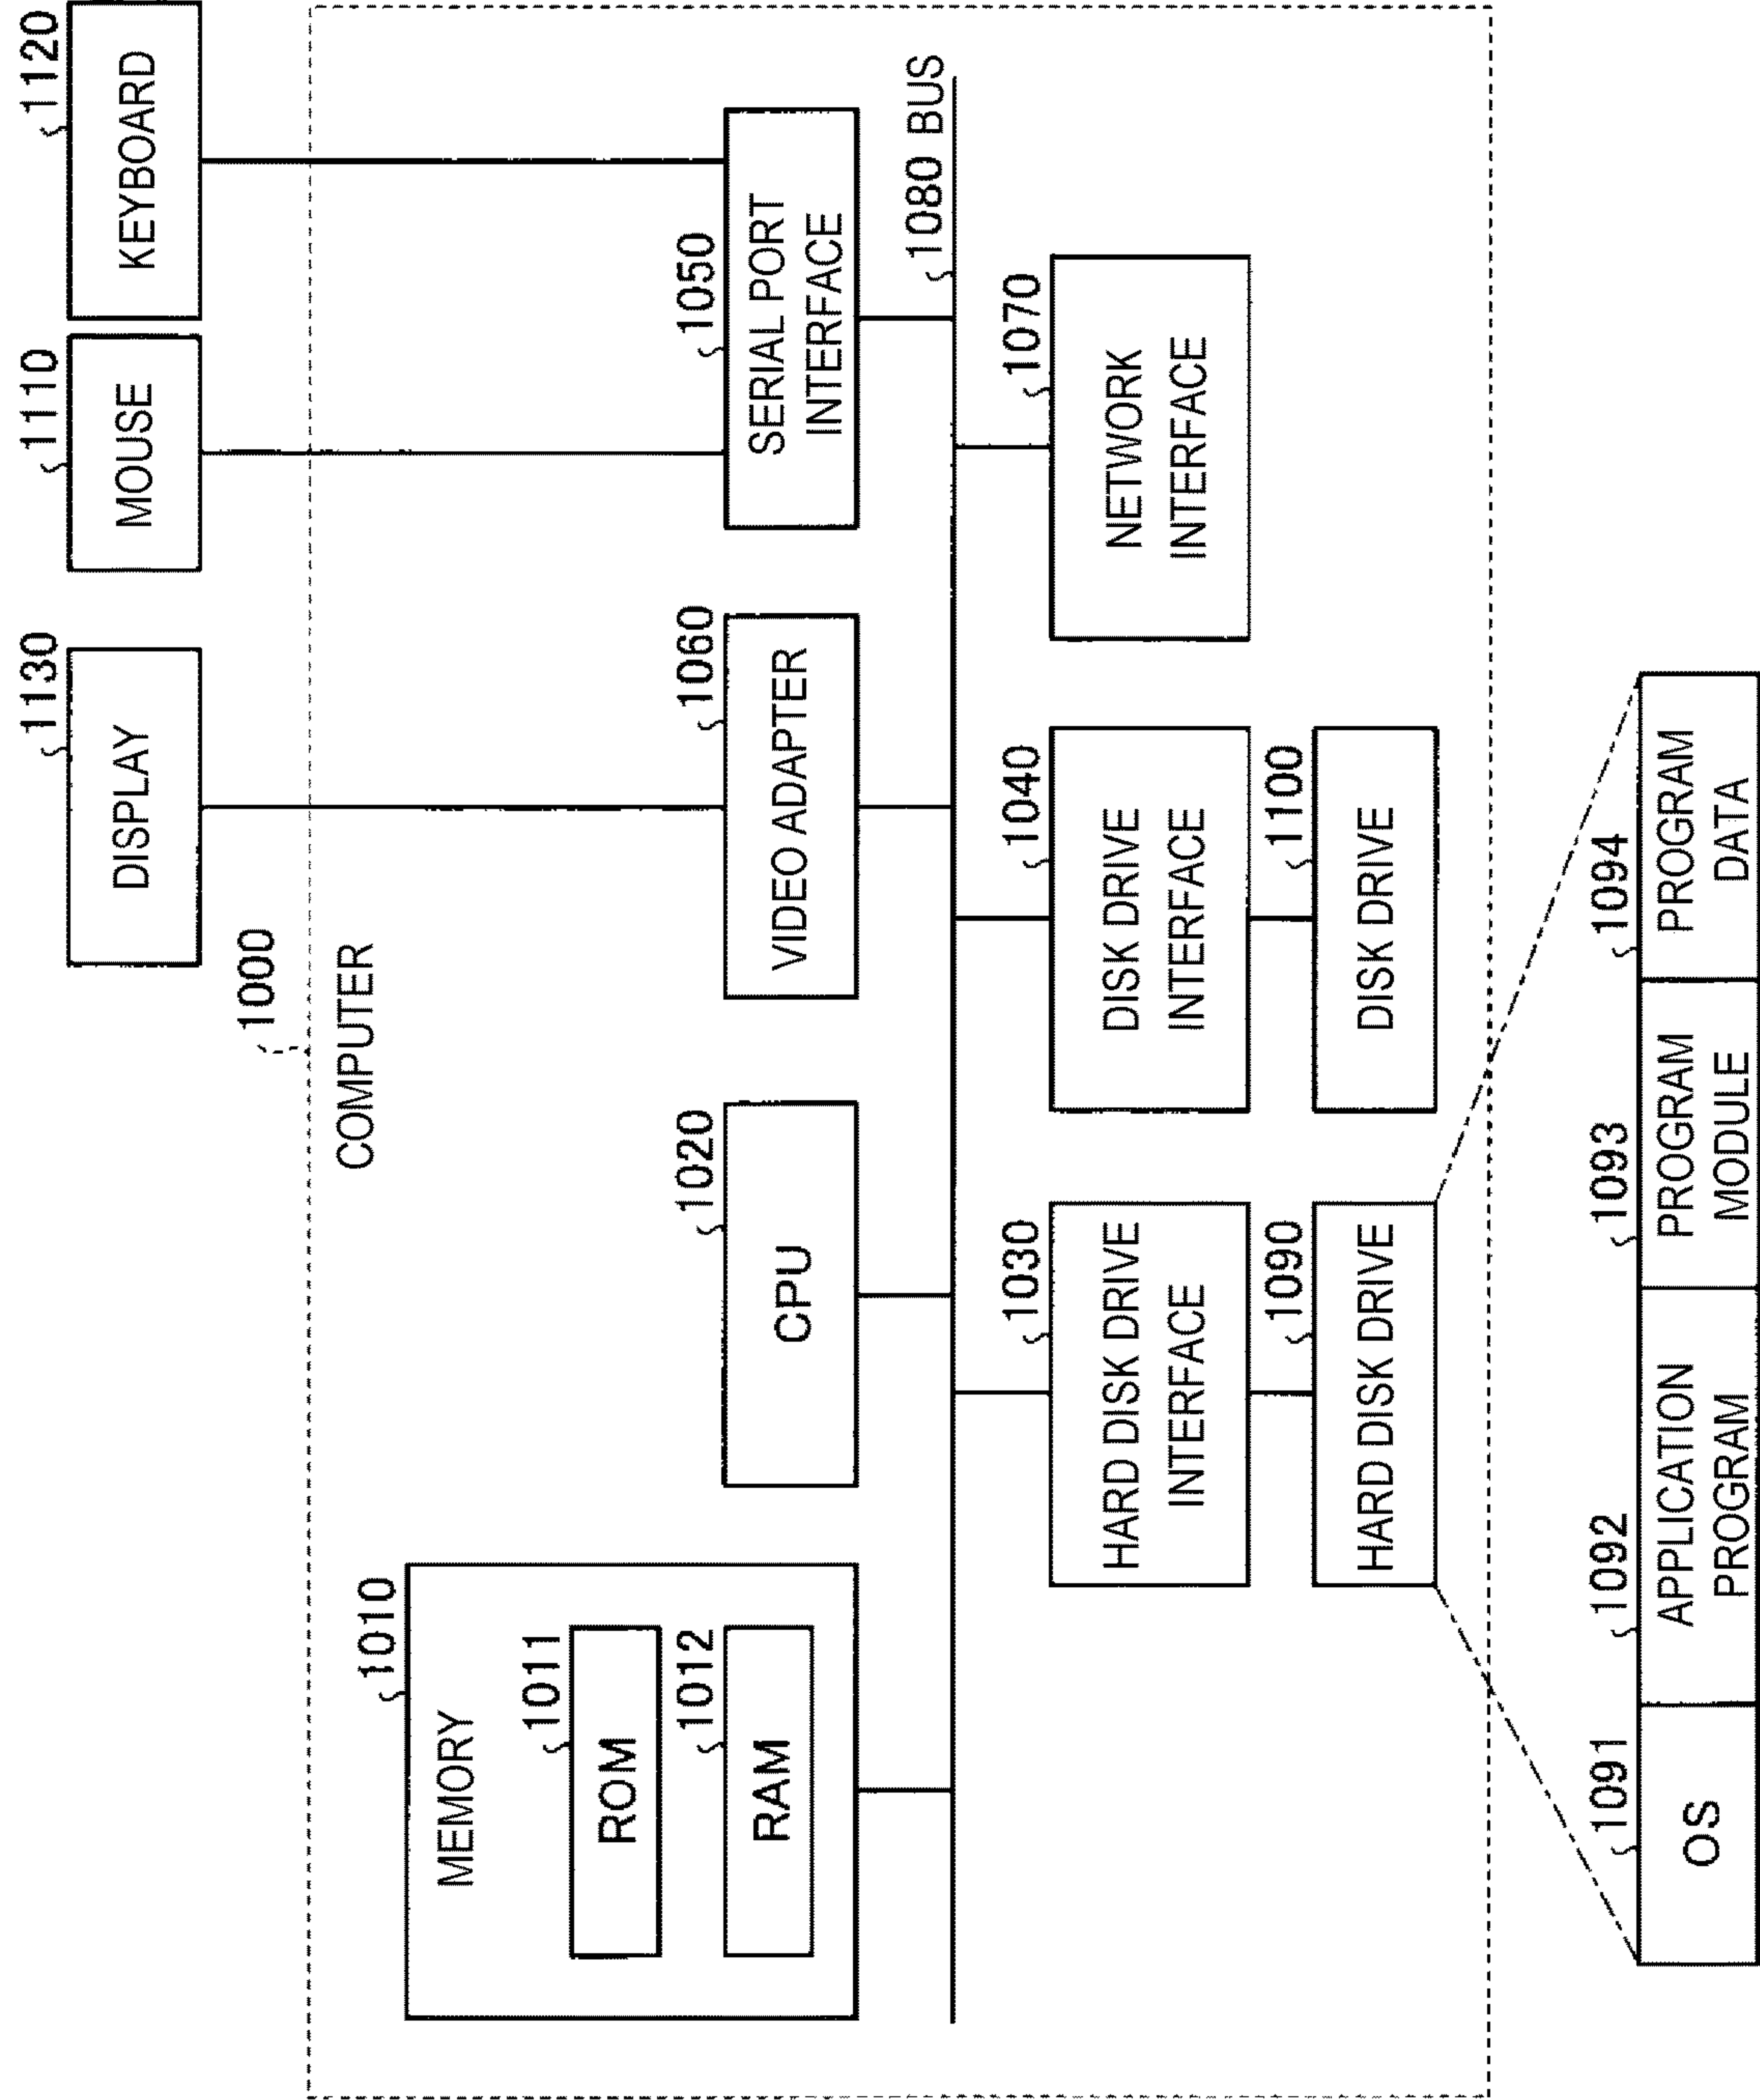 1000
COMPUTER
1010
MEMORY
1011
ROM
1012
RAM
1020
CPU
1130
DISPLAY
1060
VIDEO ADAPTER
1110
MOUSE
1120
KEYBOARD
1050
SERIAL PORT
INTERFACE
1080 BUS
1030
HARD DISK DRIVE
INTERFACE
1090
HARD DISK DRIVE
1040
DISK DRIVE
INTERFACE
1100
DISK DRIVE
1070
NETWORK
INTERFACE
1091
OS
1092
APPLICATION
PROGRAM
1093
PROGRAM
MODULE
1094
PROGRAM
DATA